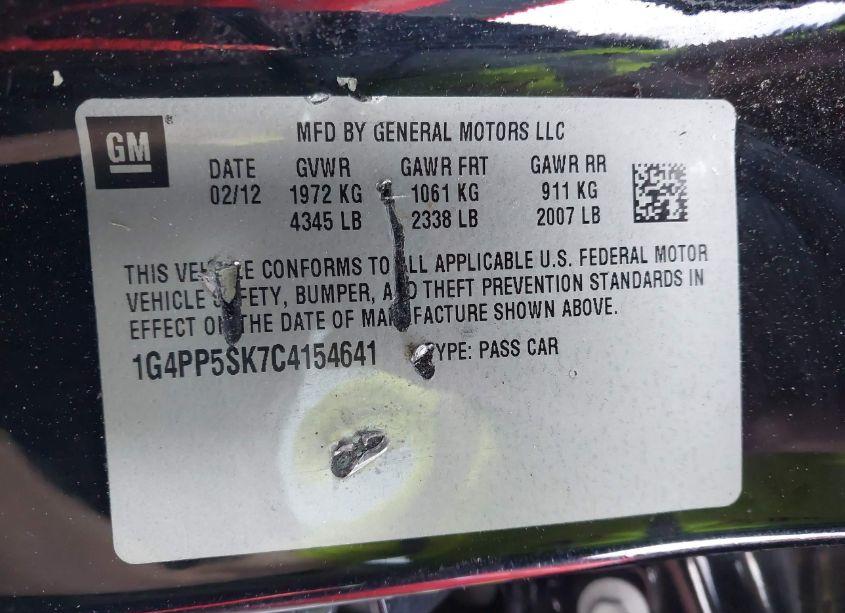 GM®
MFD BY GENERAL MOTORS LLC
DATE GVWR GAWR FRT GAWR RR
02/12 1972 KG 1061 KG 911 KG
4345 LB 2338 LB 2007 LB
THIS VEHICLE CONFORMS TO ALL APPLICABLE U.S. FEDERAL MOTOR
VEHICLE SAFETY, BUMPER, AND THEFT PREVENTION STANDARDS IN
EFFECT ON THE DATE OF MANUFACTURE SHOWN ABOVE.
1G4PP5SK7C4154641 TYPE: PASS CAR